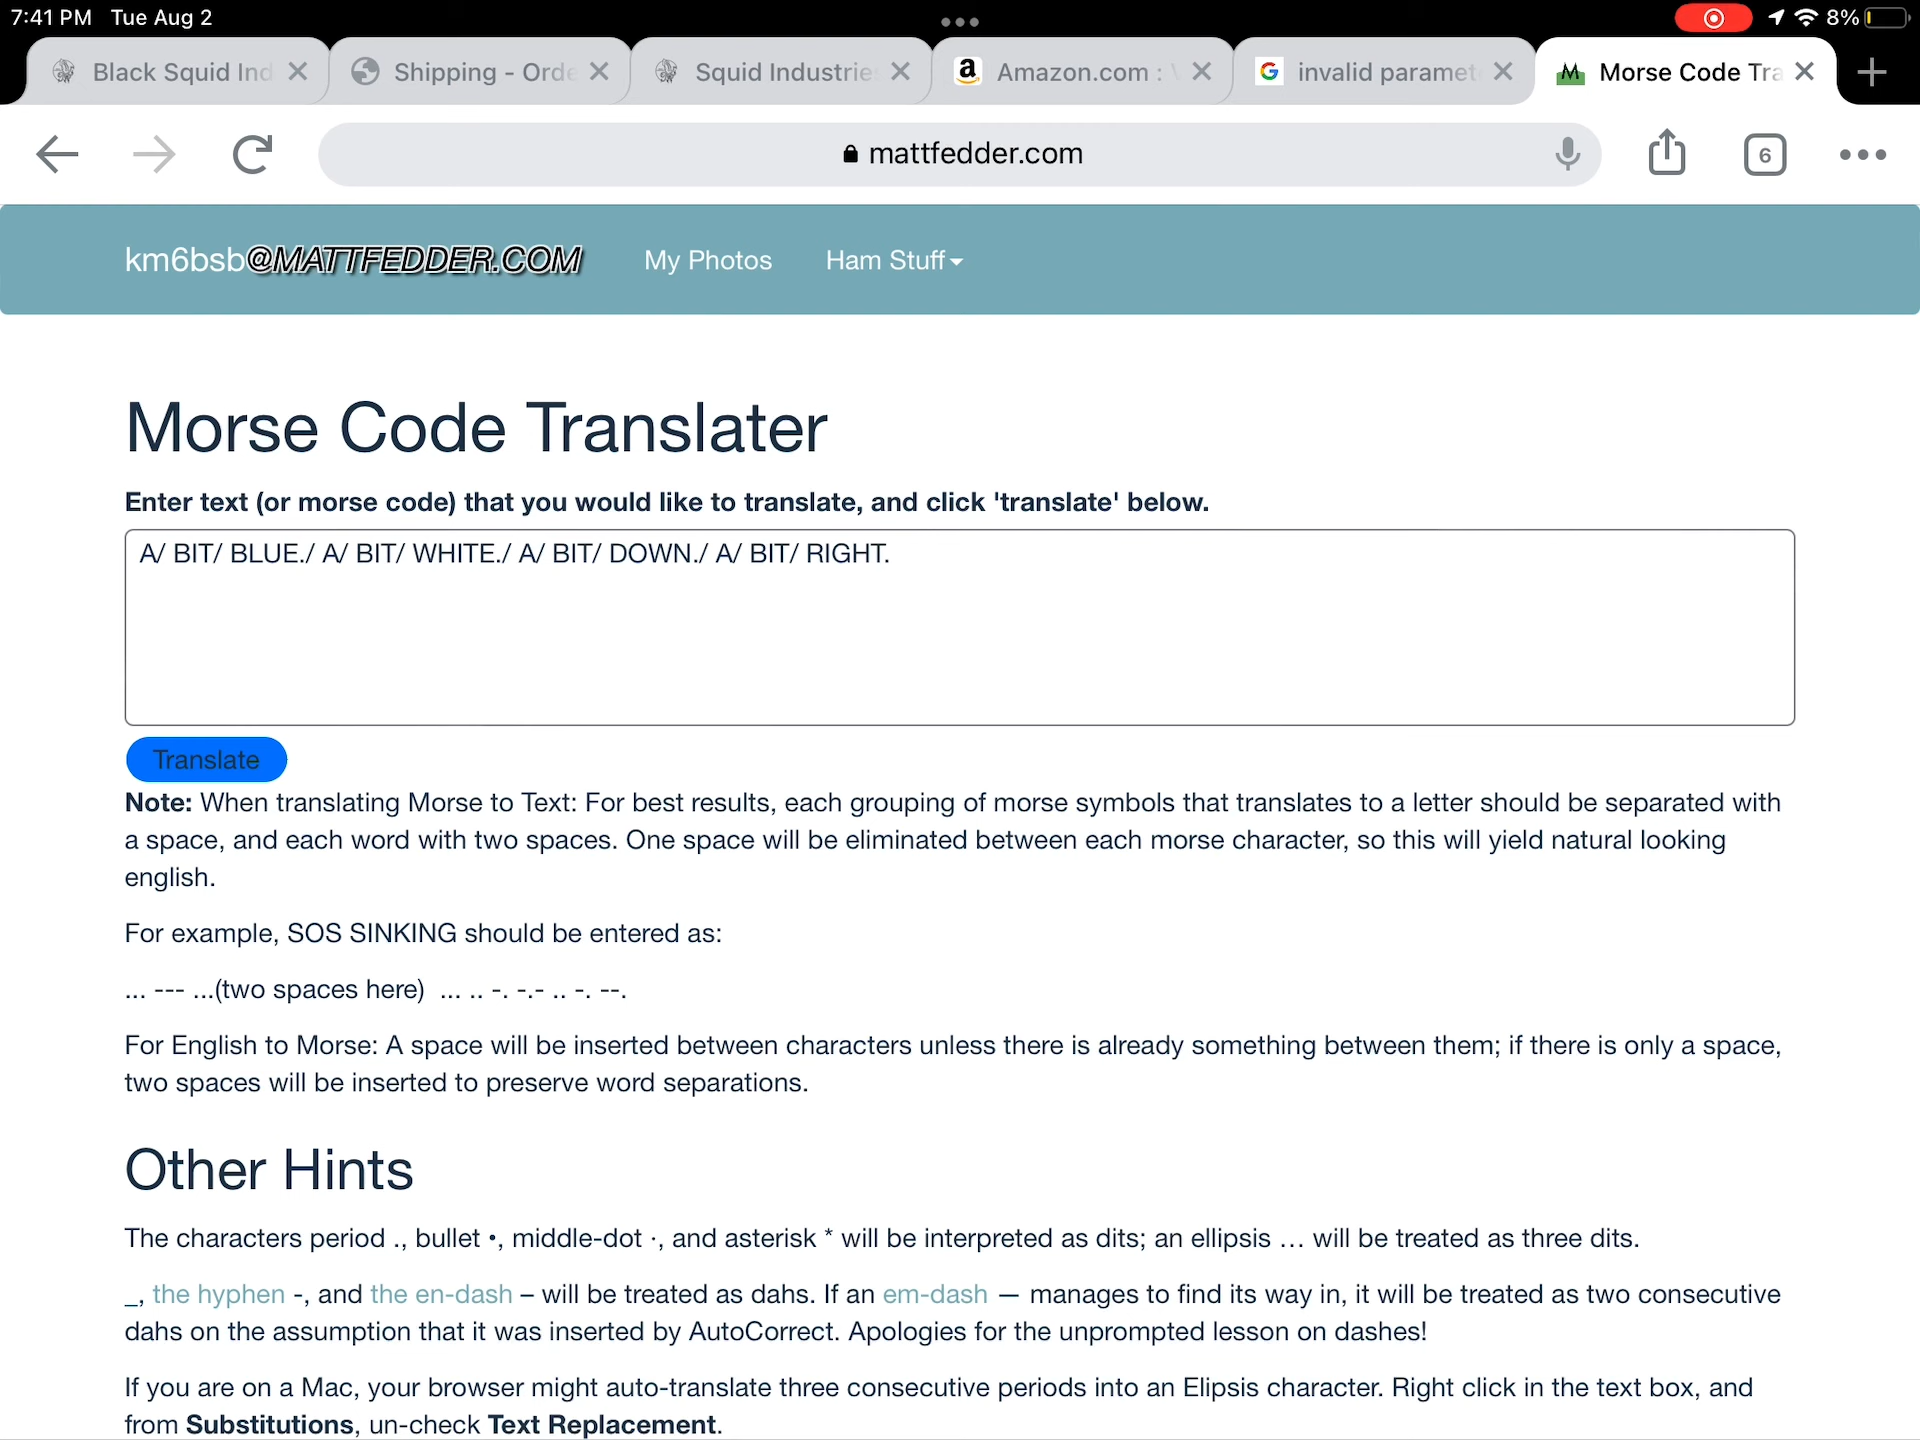 7:41 PM Tue Aug 2
8%
Black Squid Ind
Shipping - Orde
Squid Industrie
Amazon.com :
invalid paramet
Morse Code Tra
mattfedder.com
6
km6bsb@MATTFEDDER.COM
My Photos
Ham Stuff
Morse Code Translater
Enter text (or morse code) that you would like to translate, and click 'translate' below.
A/ BIT/ BLUE./ A/ BIT/ WHITE./ A/ BIT/ DOWN./ A/ BIT/ RIGHT.
Translate
Note: When translating Morse to Text: For best results, each grouping of morse symbols that translates to a letter should be separated with
a space, and each word with two spaces. One space will be eliminated between each morse character, so this will yield natural looking
english.
For example, SOS SINKING should be entered as:
... --- ...(two spaces here)  ... .. -. -.- .. -. --.
For English to Morse: A space will be inserted between characters unless there is already something between them; if there is only a space,
two spaces will be inserted to preserve word separations.
Other Hints
The characters period ., bullet •, middle-dot ·, and asterisk * will be interpreted as dits; an ellipsis … will be treated as three dits.
_, the hyphen -, and the en-dash – will be treated as dahs. If an em-dash — manages to find its way in, it will be treated as two consecutive
dahs on the assumption that it was inserted by AutoCorrect. Apologies for the unprompted lesson on dashes!
If you are on a Mac, your browser might auto-translate three consecutive periods into an Elipsis character. Right click in the text box, and
from Substitutions, un-check Text Replacement.